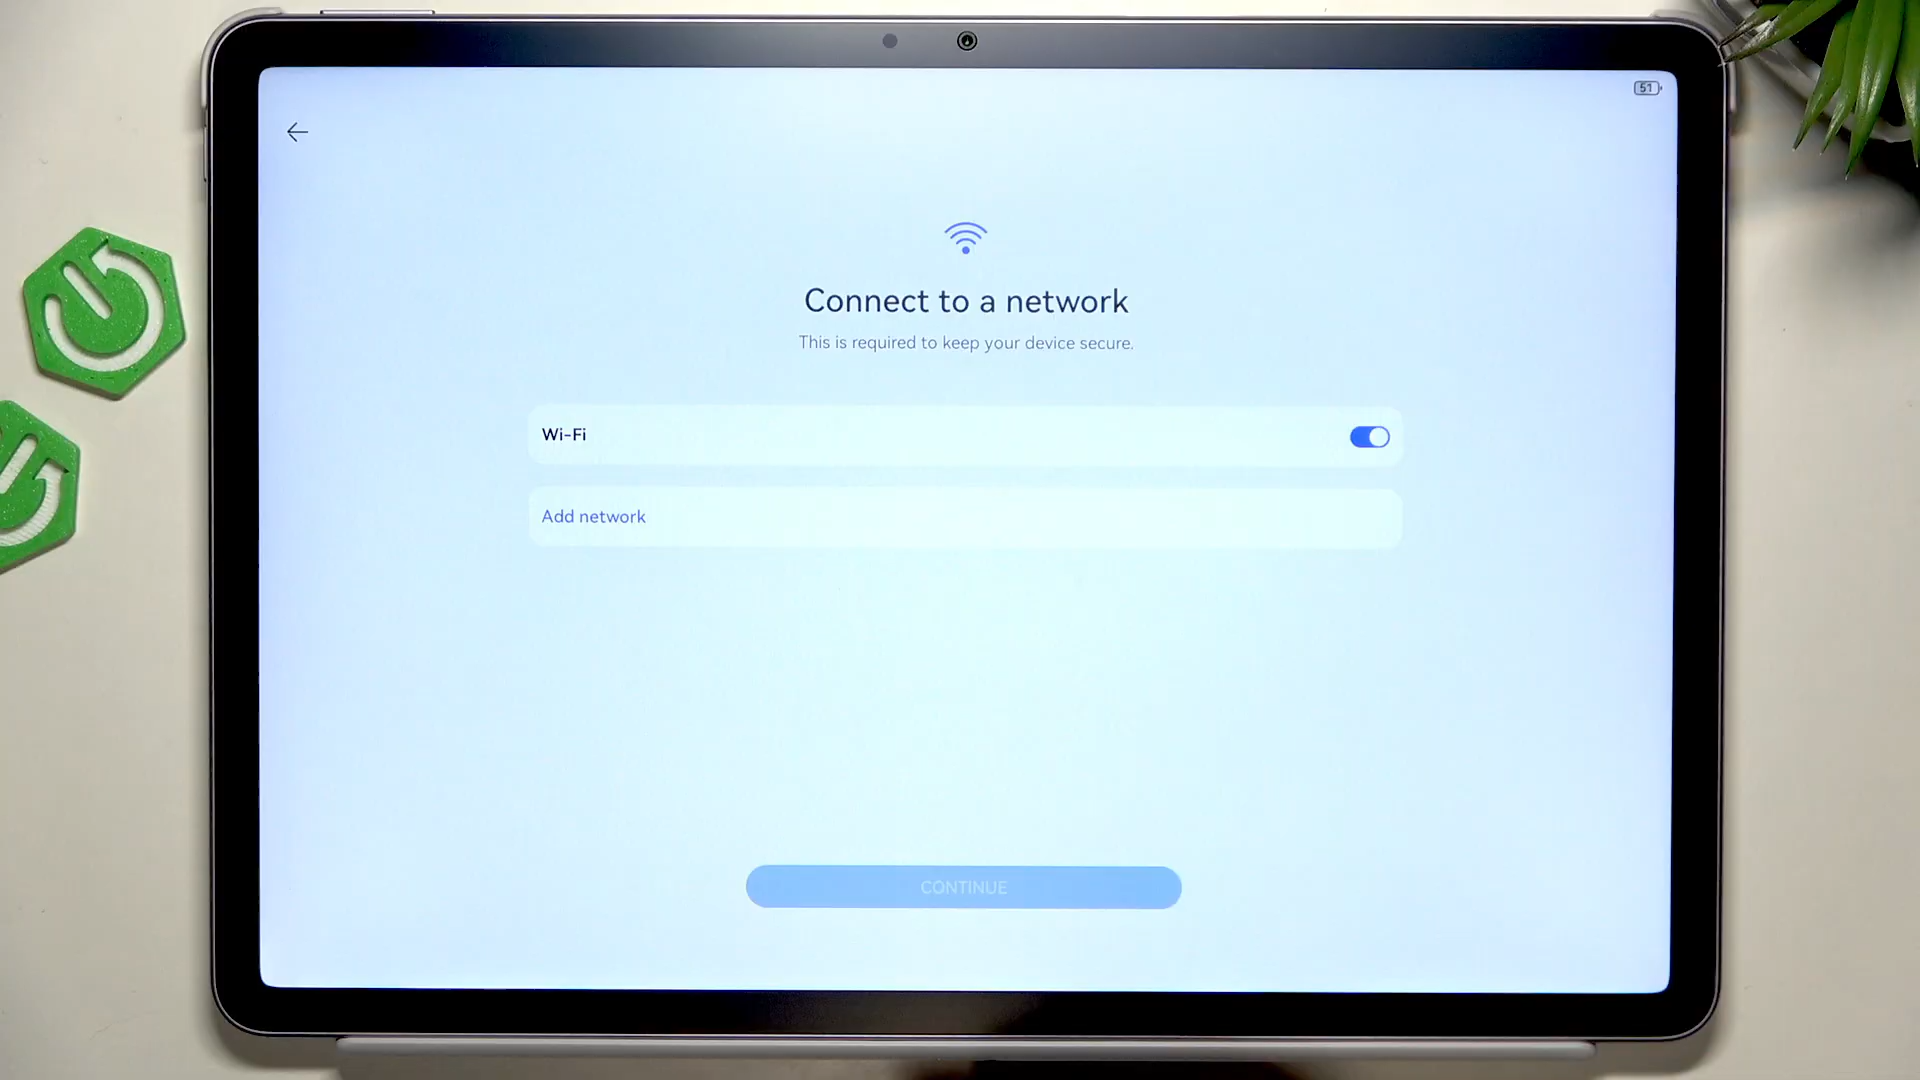 51
Connect to a network
This is required to keep your device secure.
Wi-Fi
Add network
CONTINUE